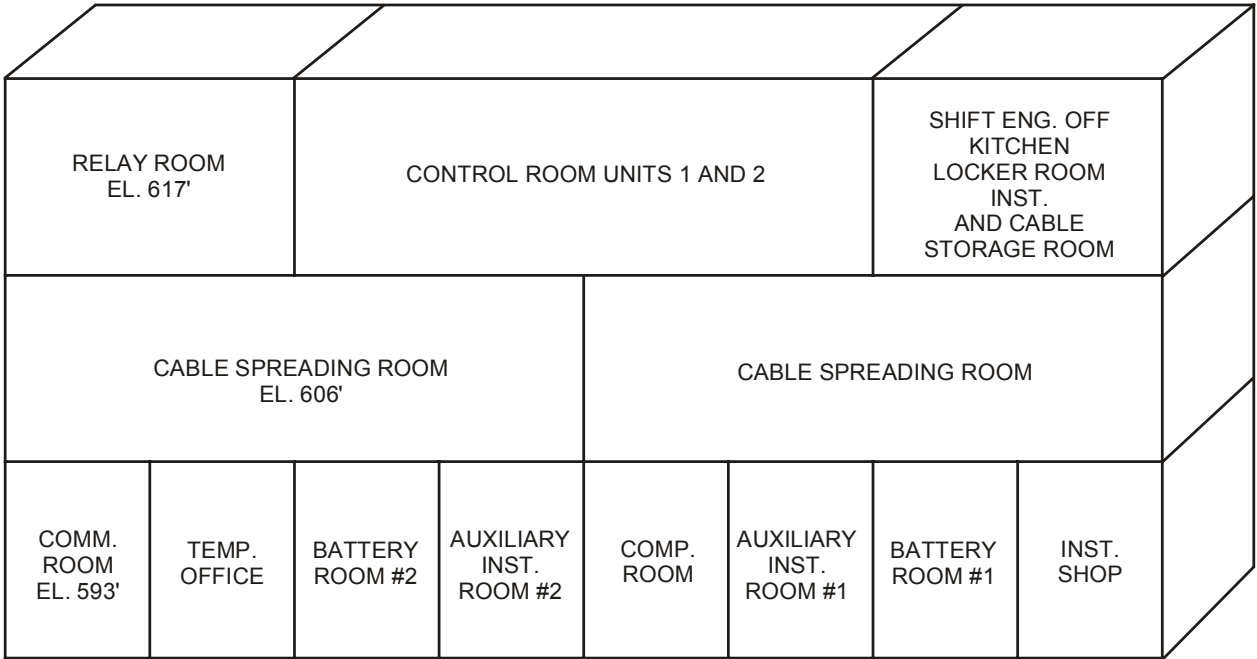 RELAY ROOM
EL. 617'
CONTROL ROOM UNITS 1 AND 2
SHIFT ENG. OFF
KITCHEN
LOCKER ROOM
INST.
AND CABLE
STORAGE ROOM
CABLE SPREADING ROOM
EL. 606'
CABLE SPREADING ROOM
COMM.
ROOM
EL. 593'
TEMP.
OFFICE
BATTERY
ROOM #2
AUXILIARY
INST.
ROOM #2
COMP.
ROOM
AUXILIARY
INST.
ROOM #1
BATTERY
ROOM #1
INST.
SHOP